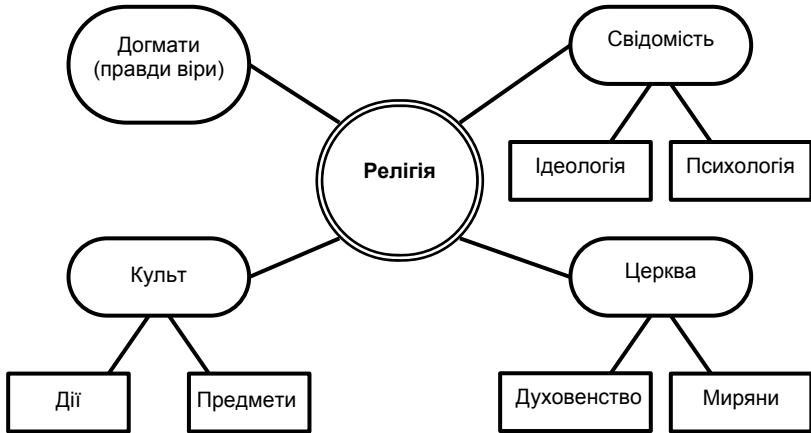 Догмати
(правди віри)
Свідомість
Ідеологія
Психологія
Релігія
Культ
Церква
Дії
Предмети
Духовенство
Миряни